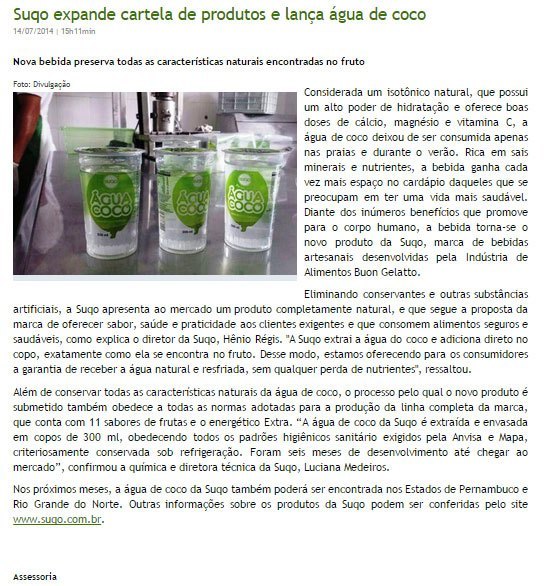 Suqo expande cartela de produtos e lança água de coco
14/07/2014 | 15h11min
Nova bebida preserva todas as características naturais encontradas no fruto
Foto: Divulgação
SUQO
ÁGUA
COCO
300 ml
SUQO
ÁGUA
COCO
300 ml
SUQO
ÁGUA
COCO
Considerada um isotônico natural, que possui
um alto poder de hidratação e oferece boas
doses de cálcio, magnésio e vitamina C, a
água de coco deixou de ser consumida apenas
nas praias e durante o verão. Rica em sais
minerais e nutrientes, a bebida ganha cada
vez mais espaço no cardápio daqueles que se
preocupam em ter uma vida mais saudável.
Diante dos inúmeros benefícios que promove
para o corpo humano, a bebida torna-se o
novo produto da Suqo, marca de bebidas
artesanais desenvolvidas pela Indústria de
Alimentos Buon Gelatto.
Eliminando conservantes e outras substâncias
artificiais, a Suqo apresenta ao mercado um produto completamente natural, e que segue a proposta da
marca de oferecer sabor, saúde e praticidade aos clientes exigentes e que consomem alimentos seguros e
saudáveis, como explica o diretor da Suqo, Hênio Régis. "A Suqo extrai a água do coco e adiciona direto no
copo, exatamente como ela se encontra no fruto. Desse modo, estamos oferecendo para os consumidores
a garantia de receber a água natural e resfriada, sem qualquer perda de nutrientes", ressaltou.
Além de conservar todas as características naturais da água de coco, o processo pelo qual o novo produto é
submetido também obedece a todas as normas adotadas para a produção da linha completa da marca,
que conta com 11 sabores de frutas e o energético Extra. “A água de coco da Suqo é extraída e envasada
em copos de 300 ml, obedecendo todos os padrões higiênicos sanitário exigidos pela Anvisa e Mapa,
criteriosamente conservada sob refrigeração. Foram seis meses de desenvolvimento até chegar ao
mercado”, confirmou a química e diretora técnica da Suqo, Luciana Medeiros.
Nos próximos meses, a água de coco da Suqo também poderá ser encontrada nos Estados de Pernambuco e
Rio Grande do Norte. Outras informações sobre os produtos da Suqo podem ser conferidas pelo site
www.suqo.com.br.
Assessoria